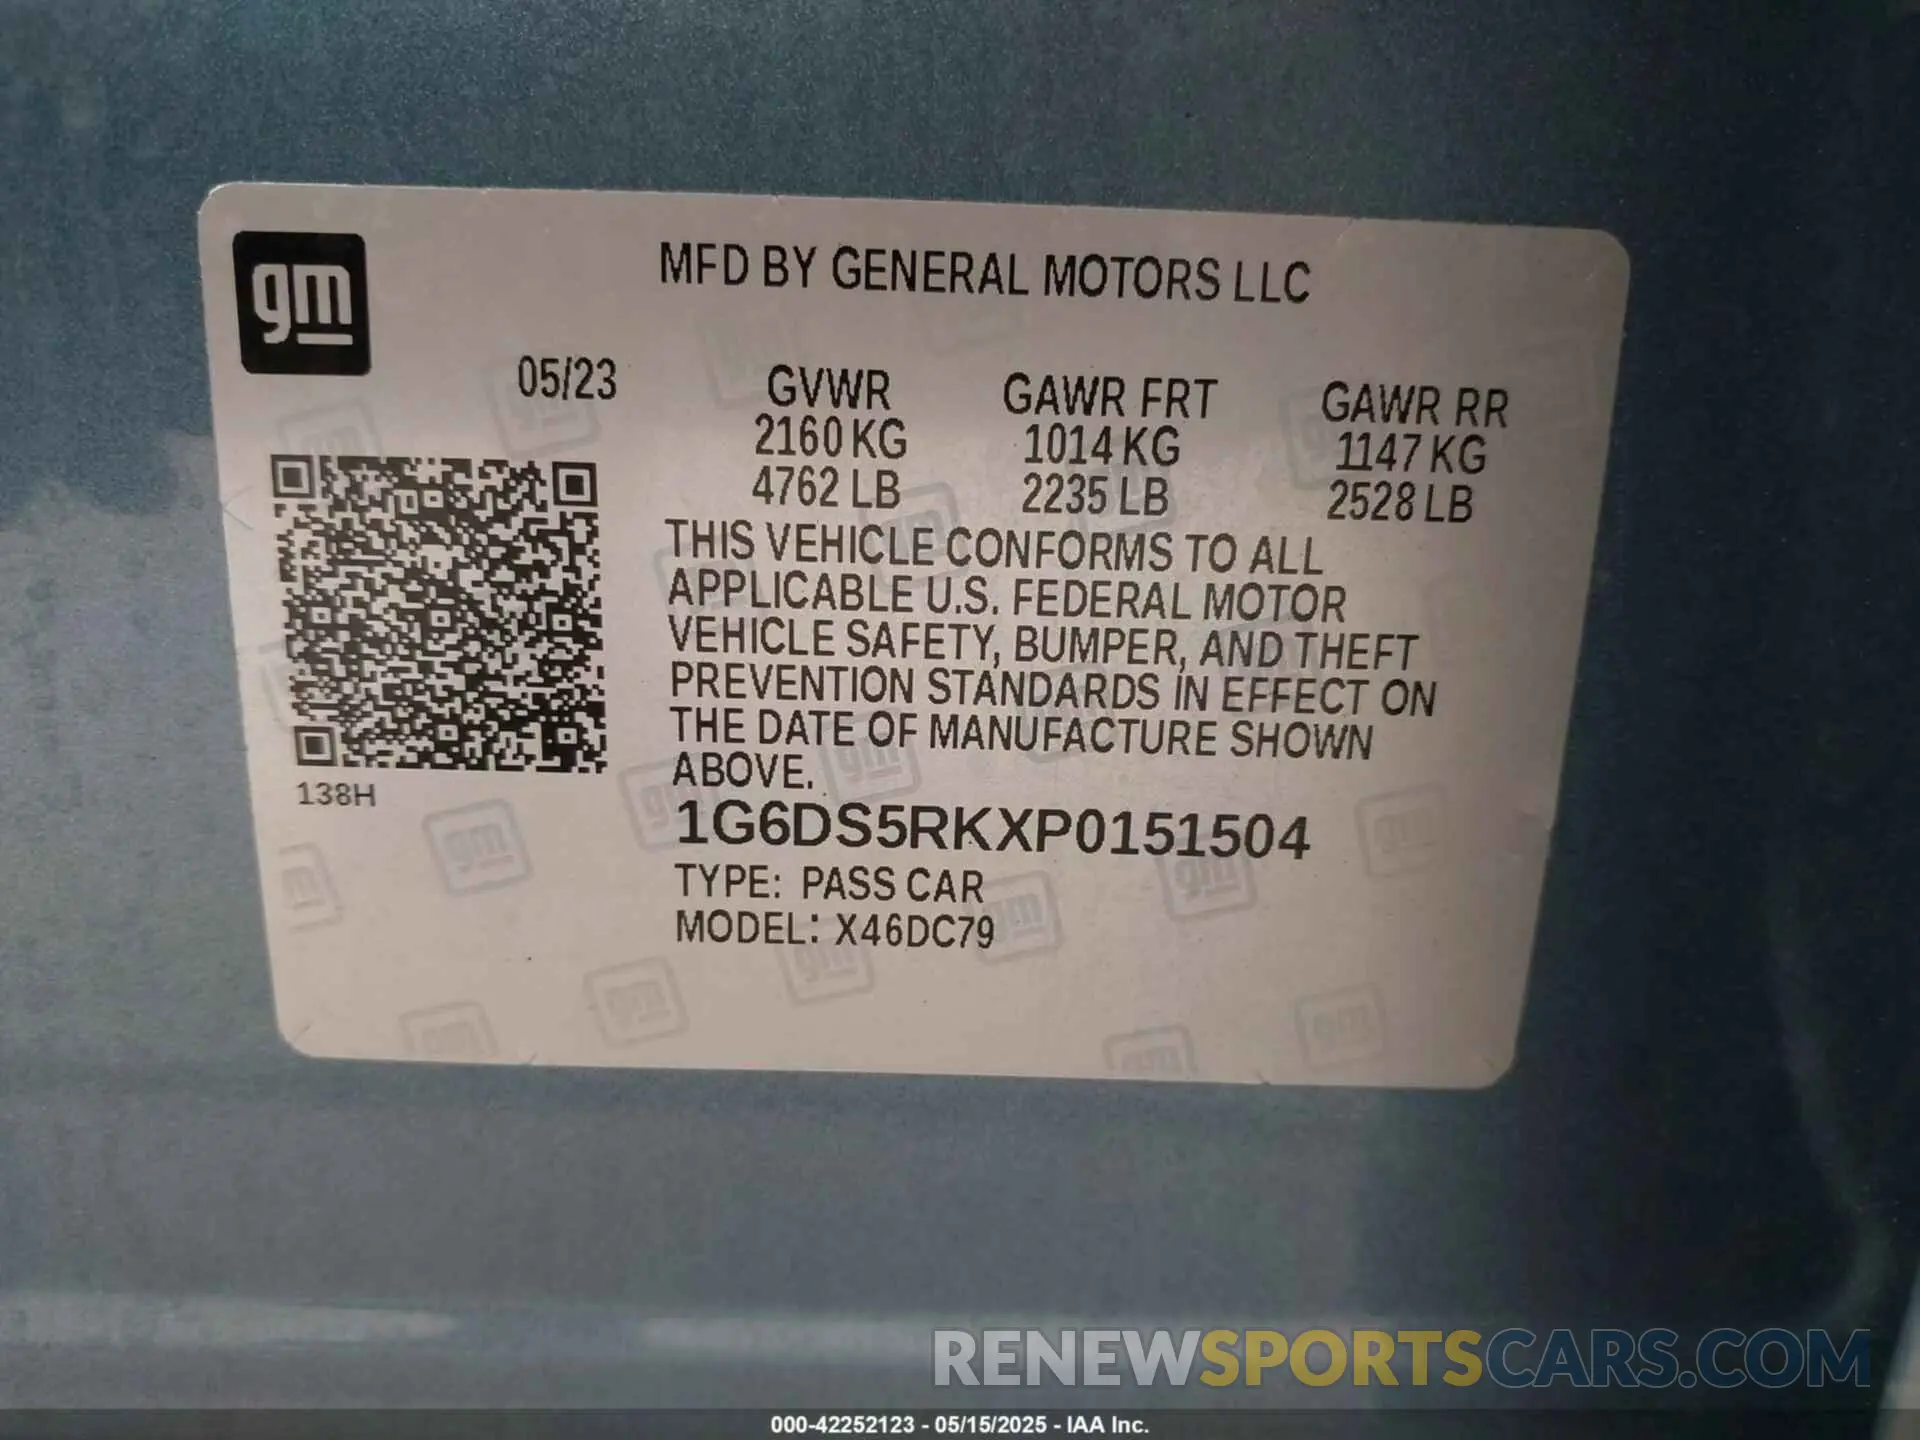 gm
MFD BY GENERAL MOTORS LLC
05/23 GVWR GAWR FRT GAWR RR
2160 KG 1014 KG 1147 KG
4762 LB 2235 LB 2528 LB
THIS VEHICLE CONFORMS TO ALL
APPLICABLE U.S. FEDERAL MOTOR
VEHICLE SAFETY, BUMPER, AND THEFT
PREVENTION STANDARDS IN EFFECT ON
THE DATE OF MANUFACTURE SHOWN
ABOVE.
138H
1G6DS5RKXP0151504
TYPE: PASS CAR
MODEL: X46DC79
RENEWSPORTSCARS.COM
000-42252123 - 05/15/2025 - IAA Inc.